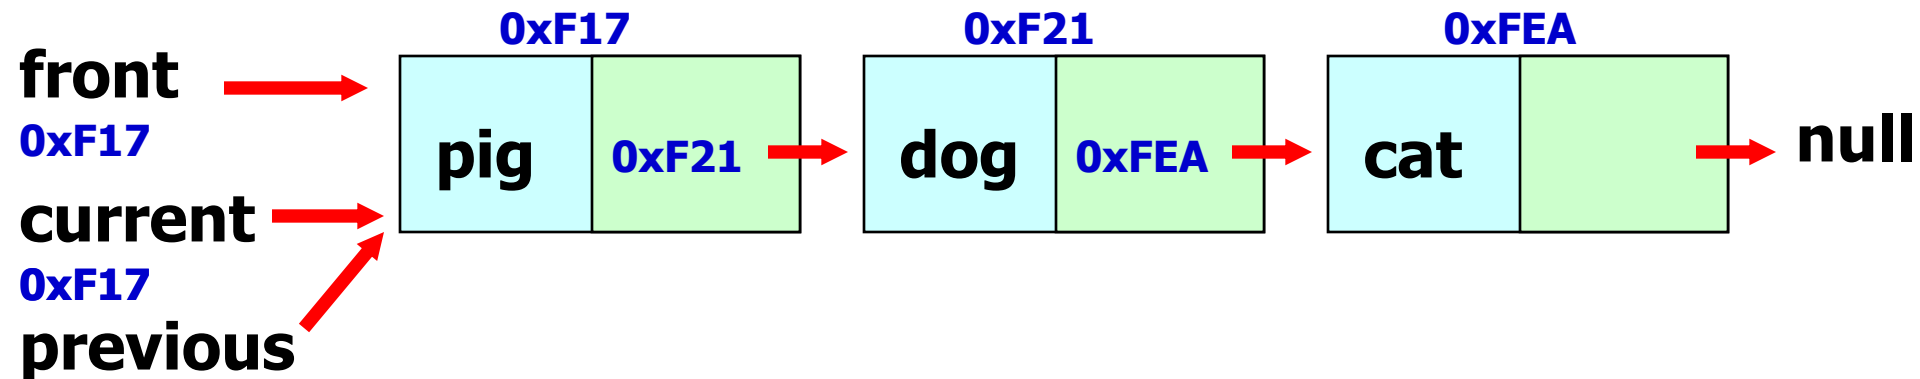 0xF17 0xF21 0xFEA
front
0xF17
pig 0xF21 dog 0xFEA cat null
current
0xF17
previous